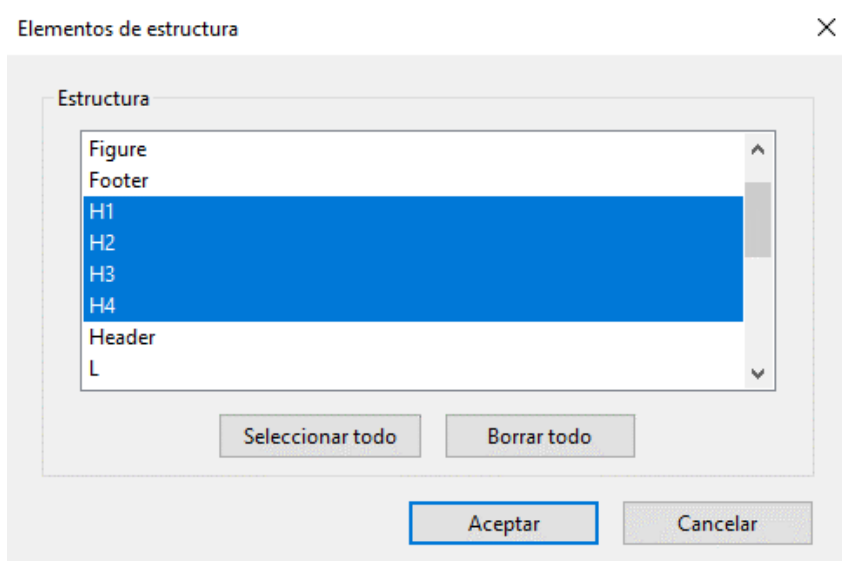 Elementos de estructura
Estructura
Figure
Footer
H1
H2
H3
H4
Header
L
Seleccionar todo
Borrar todo
Aceptar
Cancelar